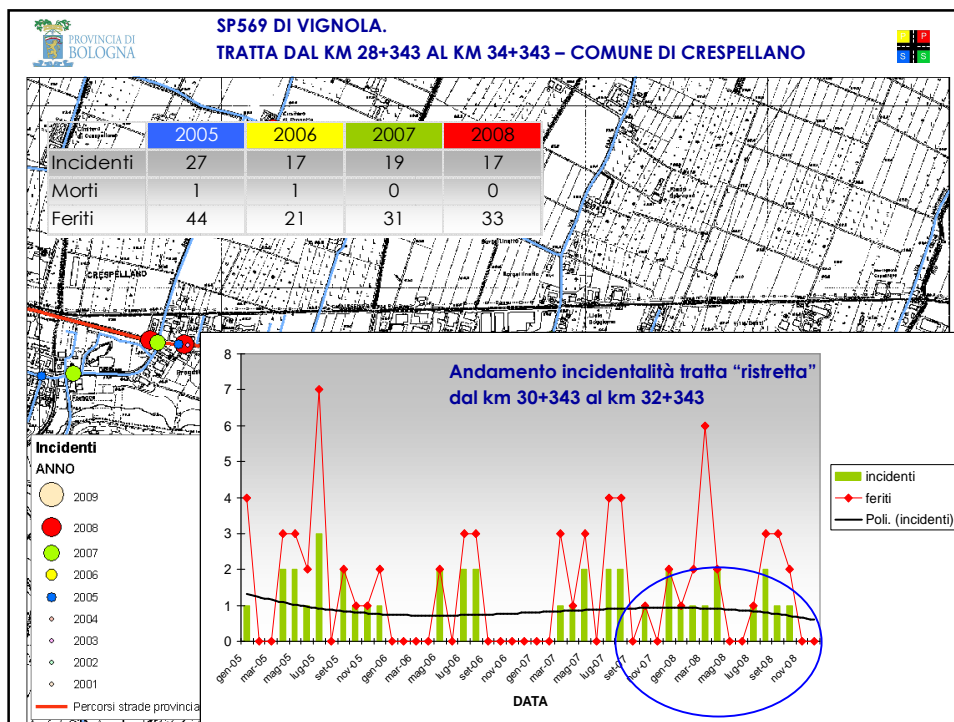 PROVINCIA DI
BOLOGNA
SP569 DI VIGNOLA.
TRATTA DAL KM 28+343 AL KM 34+343 – COMUNE DI CRESPELLANO
P P
S S
2005 2006 2007 2008
Incidenti 27 17 19 17
Morti 1 1 0 0
Feriti 44 21 31 33
CRESPELLANO
Andamento incidentalità tratta “ristretta”
dal km 30+343 al km 32+343
8
7
6
5
4
3
2
1
0
gen-05
mar-05
mag-05
lug-05
set-05
nov-05
gen-06
mar-06
mag-06
lug-06
set-06
nov-06
gen-07
mar-07
mag-07
lug-07
set-07
nov-07
gen-08
mar-08
mag-08
lug-08
set-08
nov-08
DATA
incidenti
feriti
Poli. (incidenti)
Incidenti
ANNO
2009
2008
2007
2006
2005
2004
2003
2002
2001
Percorsi strade provincia